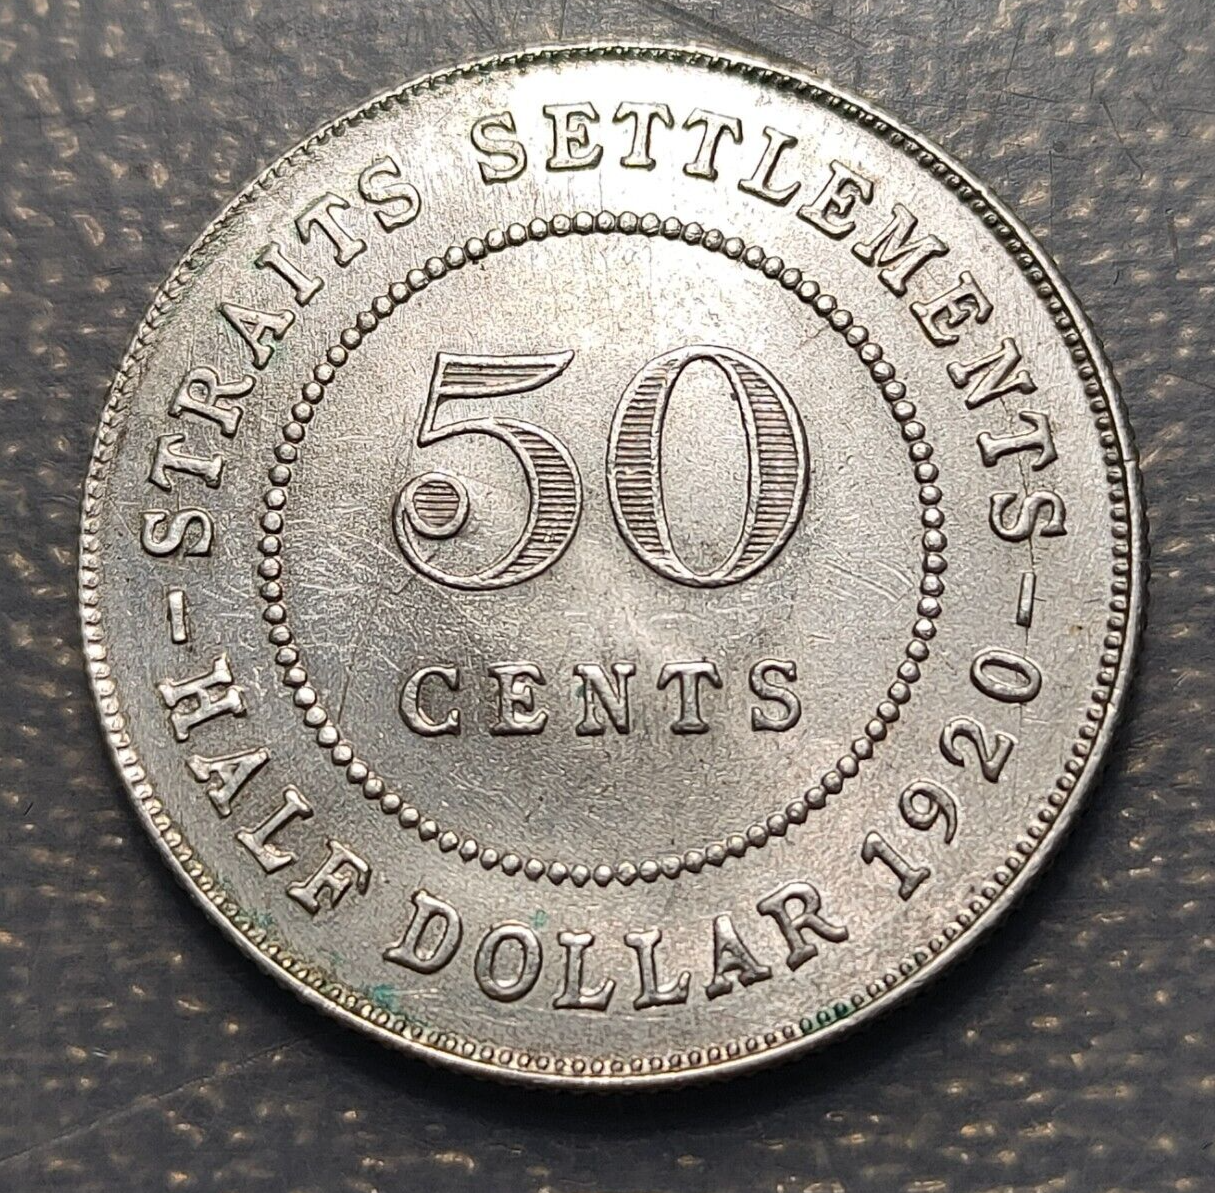 STRAITS SETTLEMENTS
50
CENTS
–HALF DOLLAR 1920–